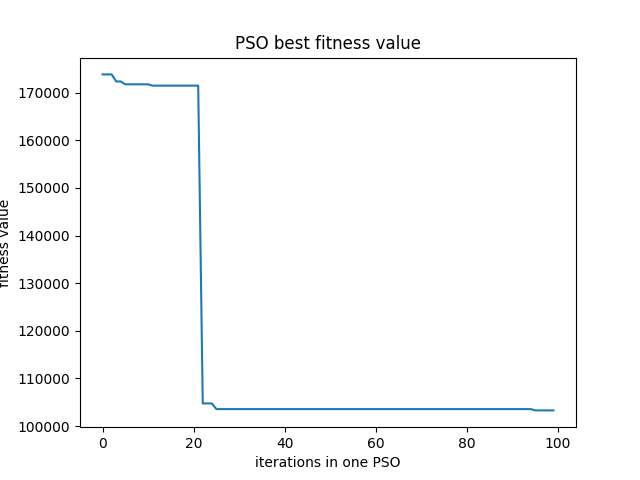 PSO best fitness value
170000
160000
150000
140000
130000
120000
110000
100000
fitness value
0 20 40 60 80 100
iterations in one PSO